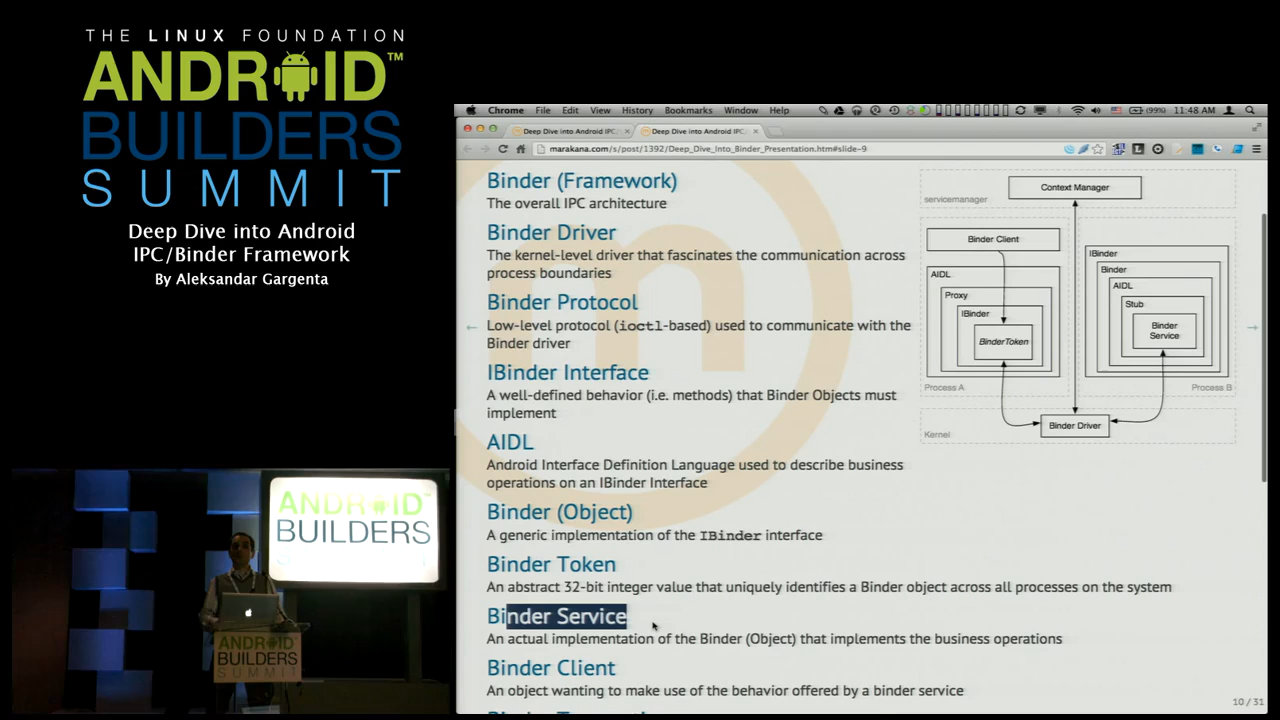 THE LINUX FOUNDATION
ANDROID™
BUILDERS
SUMMIT
Deep Dive into Android
IPC/Binder Framework
By Aleksandar Gargenta
ANDROID
BUILDERS
ANDROID
BUILDERS
SUMMIT
Chrome File Edit View History Bookmarks Window Help
(99%) 11:48 AM
Deep Dive into Android IPC/
Deep Dive into Android IPC/
marakana.com/s/post/1392/Deep_Dive_Into_Binder_Presentation.htm#slide-9
Binder (Framework)
The overall IPC architecture
Binder Driver
The kernel-level driver that fascinates the communication across
process boundaries
Binder Protocol
Low-level protocol (ioctl-based) used to communicate with the
Binder driver
IBinder Interface
A well-defined behavior (i.e. methods) that Binder Objects must
implement
AIDL
Android Interface Definition Language used to describe business
operations on an IBinder Interface
Binder (Object)
A generic implementation of the IBinder interface
Binder Token
An abstract 32-bit integer value that uniquely identifies a Binder object across all processes on the system
Binder Service
An actual implementation of the Binder (Object) that implements the business operations
Binder Client
An object wanting to make use of the behavior offered by a binder service
Context Manager
servicemanager
Binder Client
AIDL
Proxy
IBinder
BinderToken
Process A
IBinder
Binder
AIDL
Stub
Binder
Service
Process B
Binder Driver
Kernel
10 / 31